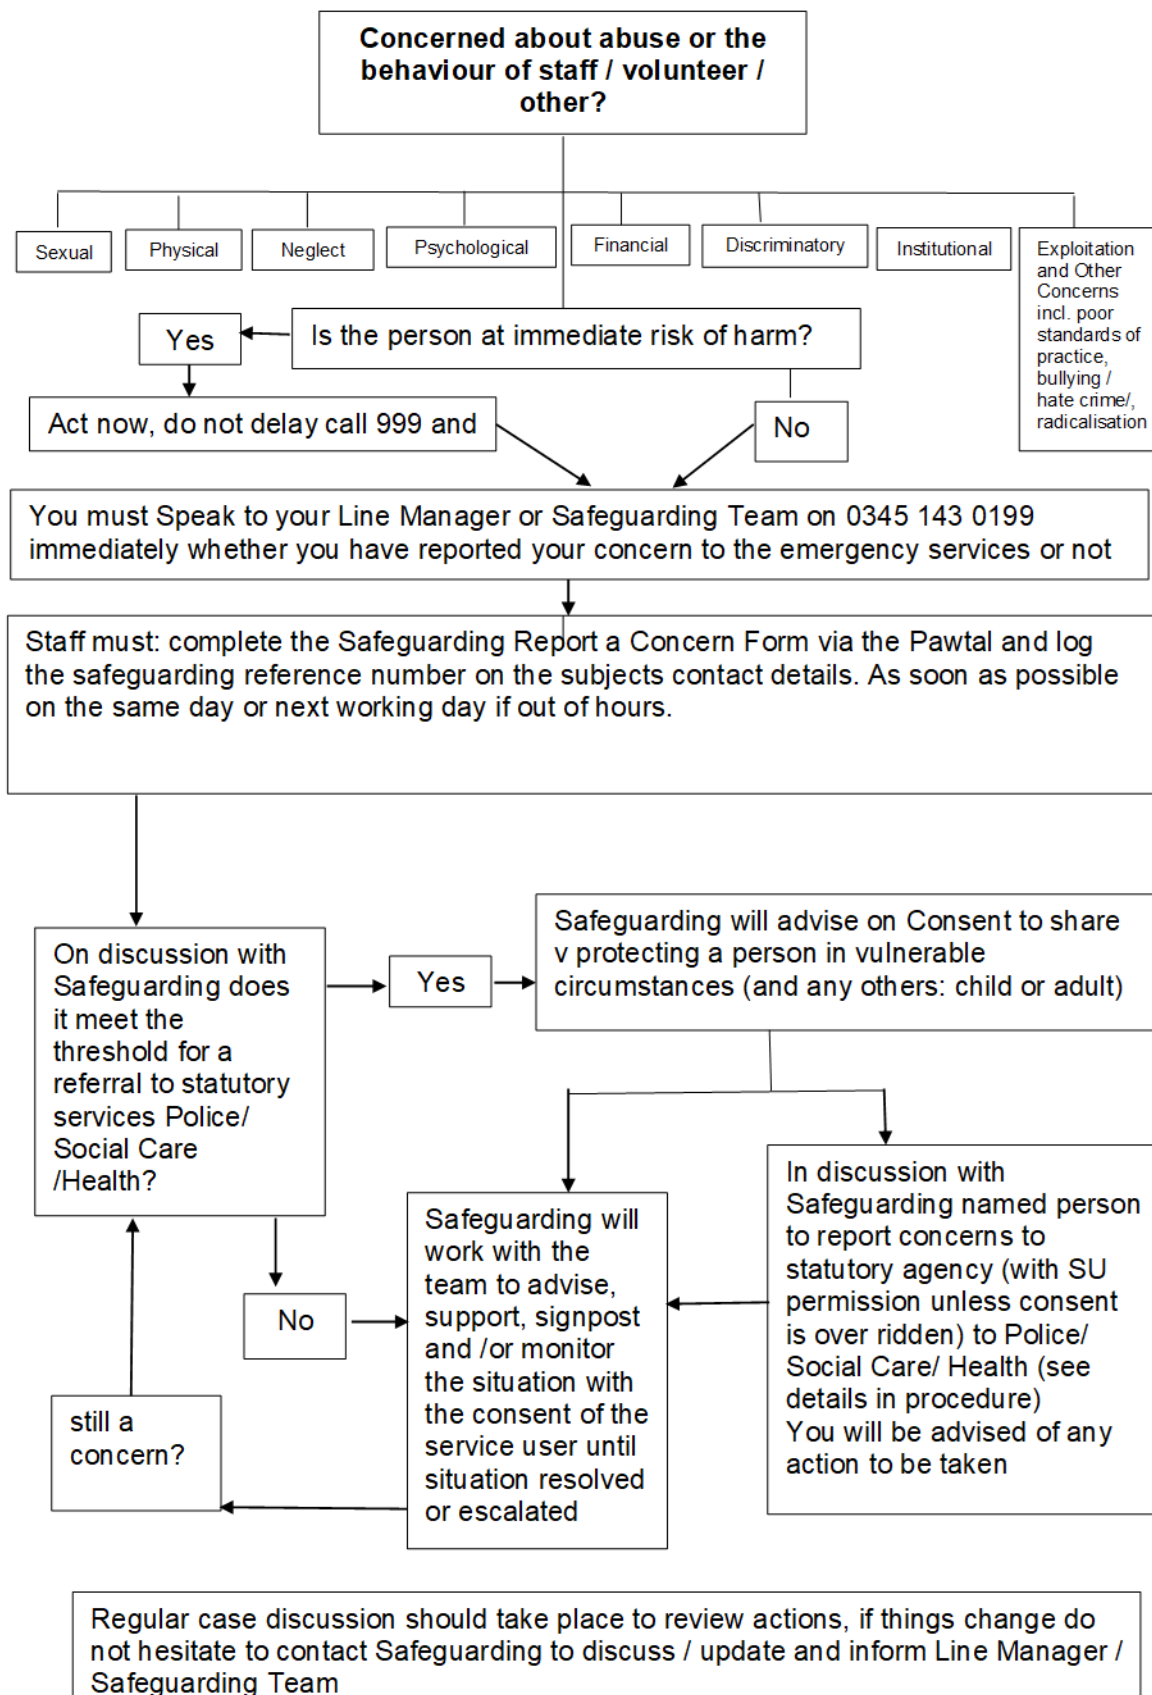 Concerned about abuse or the
behaviour of staff / volunteer /
other?
Sexual
Physical
Neglect
Psychological
Financial
Discriminatory
Institutional
Exploitation
and Other
Concerns
incl. poor
standards of
practice,
bullying /
hate crime/,
radicalisation
Is the person at immediate risk of harm?
Yes
Act now, do not delay call 999 and
No
You must Speak to your Line Manager or Safeguarding Team on 0345 143 0199
immediately whether you have reported your concern to the emergency services or not
Staff must: complete the Safeguarding Report a Concern Form via the Pawtal and log
the safeguarding reference number on the subjects contact details. As soon as possible
on the same day or next working day if out of hours.
On discussion with
Safeguarding does
it meet the
threshold for a
referral to statutory
services Police/
Social Care
/Health?
Yes
Safeguarding will advise on Consent to share
v protecting a person in vulnerable
circumstances (and any others: child or adult)
No
Safeguarding will
work with the
team to advise,
support, signpost
and /or monitor
the situation with
the consent of the
service user until
situation resolved
or escalated
In discussion with
Safeguarding named person
to report concerns to
statutory agency (with SU
permission unless consent
is over ridden) to Police/
Social Care/ Health (see
details in procedure)
You will be advised of any
action to be taken
still a
concern?
Regular case discussion should take place to review actions, if things change do
not hesitate to contact Safeguarding to discuss / update and inform Line Manager /
Safeguarding Team